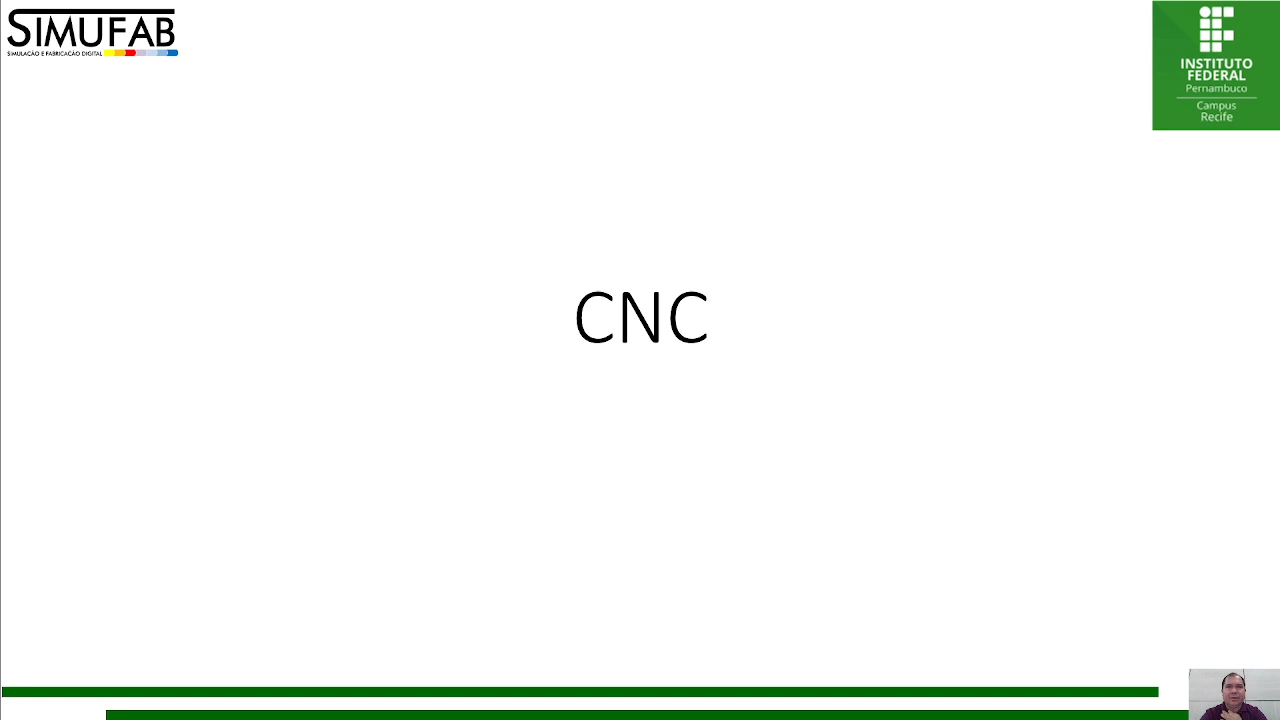 SIMUFAB
SIMULAÇÃO E FABRICAÇÃO DIGITAL
INSTITUTO
FEDERAL
Pernambuco
Campus
Recife
CNC